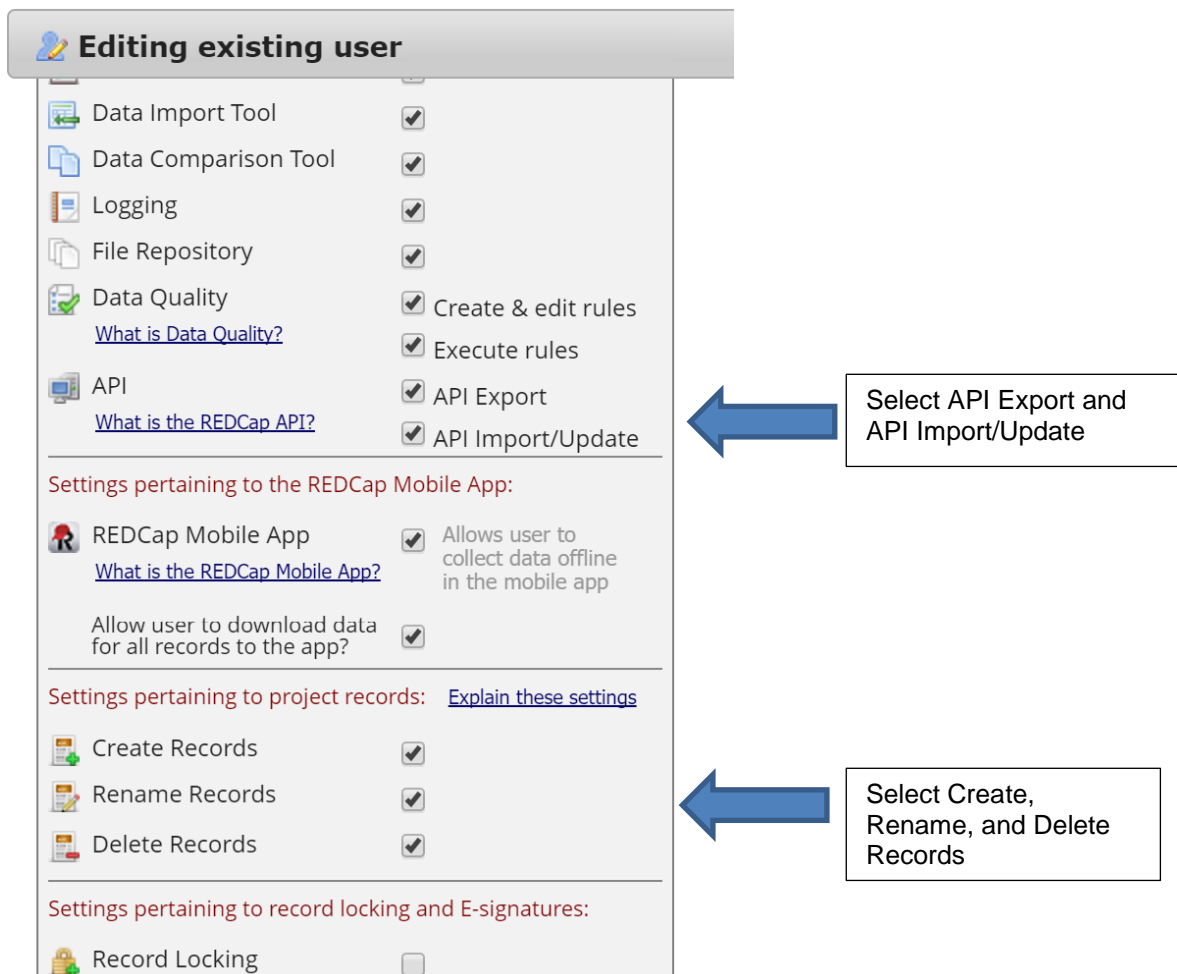 Editing existing user
Data Import Tool
Data Comparison Tool
Logging
File Repository
Data Quality
Create & edit rules
What is Data Quality?
Execute rules
API
API Export
What is the REDCap API?
API Import/Update
Select API Export and
API Import/Update
Settings pertaining to the REDCap Mobile App:
REDCap Mobile App
Allows user to
collect data offline
in the mobile app
What is the REDCap Mobile App?
Allow user to download data
for all records to the app?
Settings pertaining to project records: Explain these settings
Create Records
Rename Records
Delete Records
Select Create,
Rename, and Delete
Records
Settings pertaining to record locking and E-signatures:
Record Locking